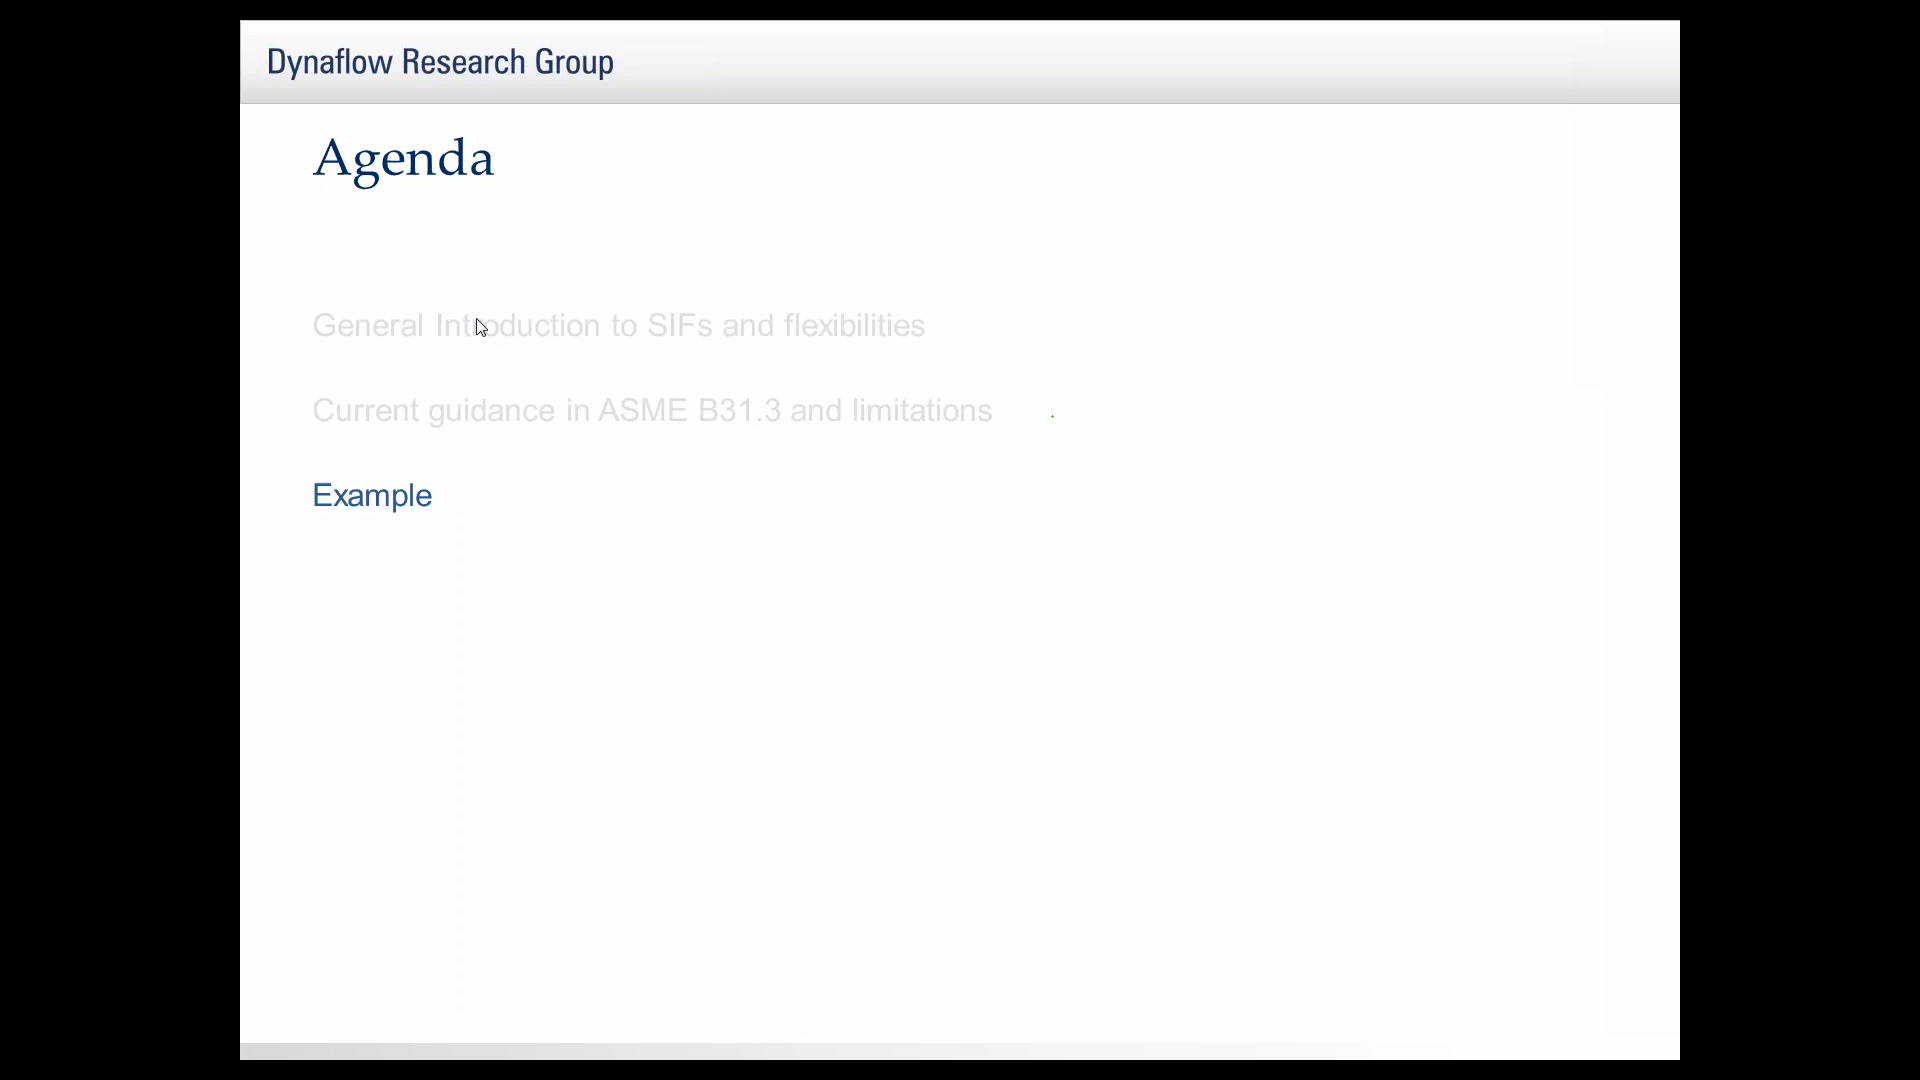 Dynaflow Research Group
Agenda
General Introduction to SIFs and flexibilities
Current guidance in ASME B31.3 and limitations
Example